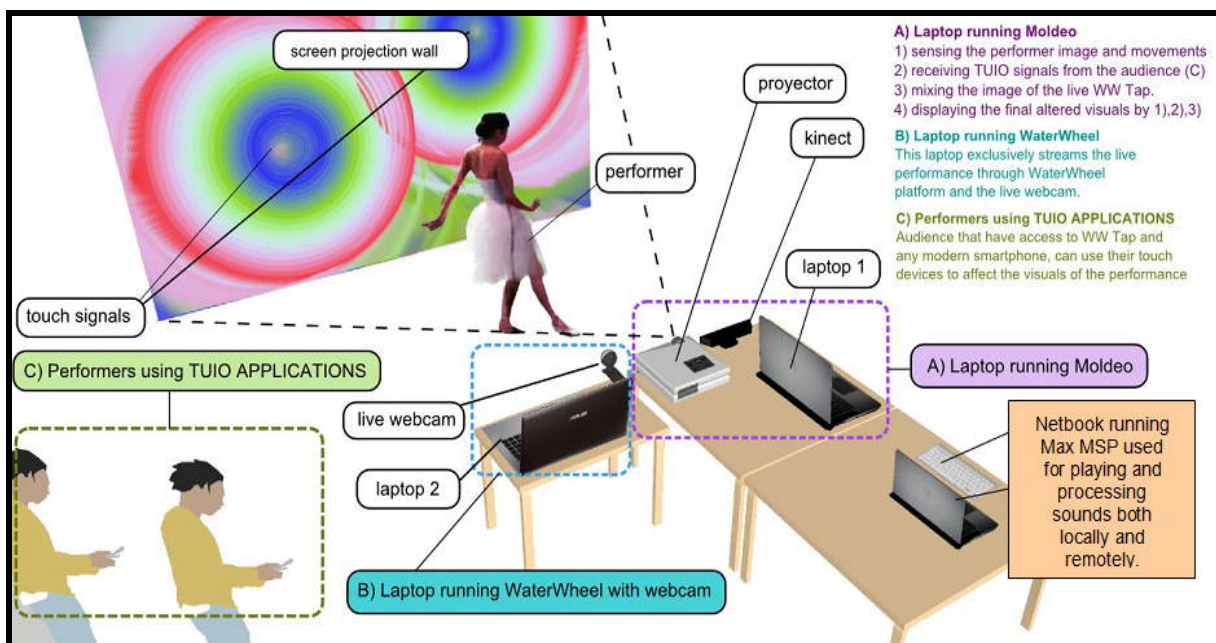 screen projection wall
proyector
kinect
performer
laptop 1
touch signals
A) Laptop running Moldeo
1) sensing the performer image and movements
2) receiving TUIO signals from the audience (C)
3) mixing the image of the live WW Tap.
4) displaying the final altered visuals by 1),2),3)
B) Laptop running WaterWheel
This laptop exclusively streams the live
performance through WaterWheel
platform and the live webcam.
C) Performers using TUIO APPLICATIONS
Audience that have access to WW Tap and
any modern smartphone, can use their touch
devices to affect the visuals of the performance
C) Performers using TUIO APPLICATIONS
live webcam
laptop 2
A) Laptop running Moldeo
Netbook running
Max MSP used
for playing and
processing
sounds both
locally and
remotely.
B) Laptop running WaterWheel with webcam
ASUS